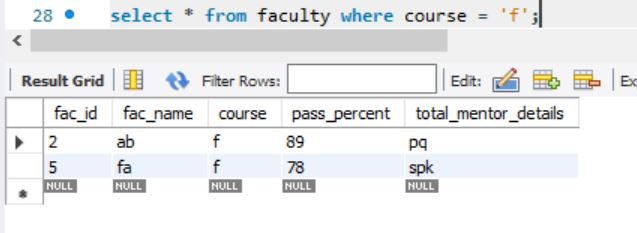 28 select * from faculty where course = 'f';
Result Grid Filter Rows: Edit: Ex
fac_id fac_name course pass_percent total_mentor_details
2 ab f 89 pq
5 fa f 78 spk
NULL NULL NULL NULL NULL